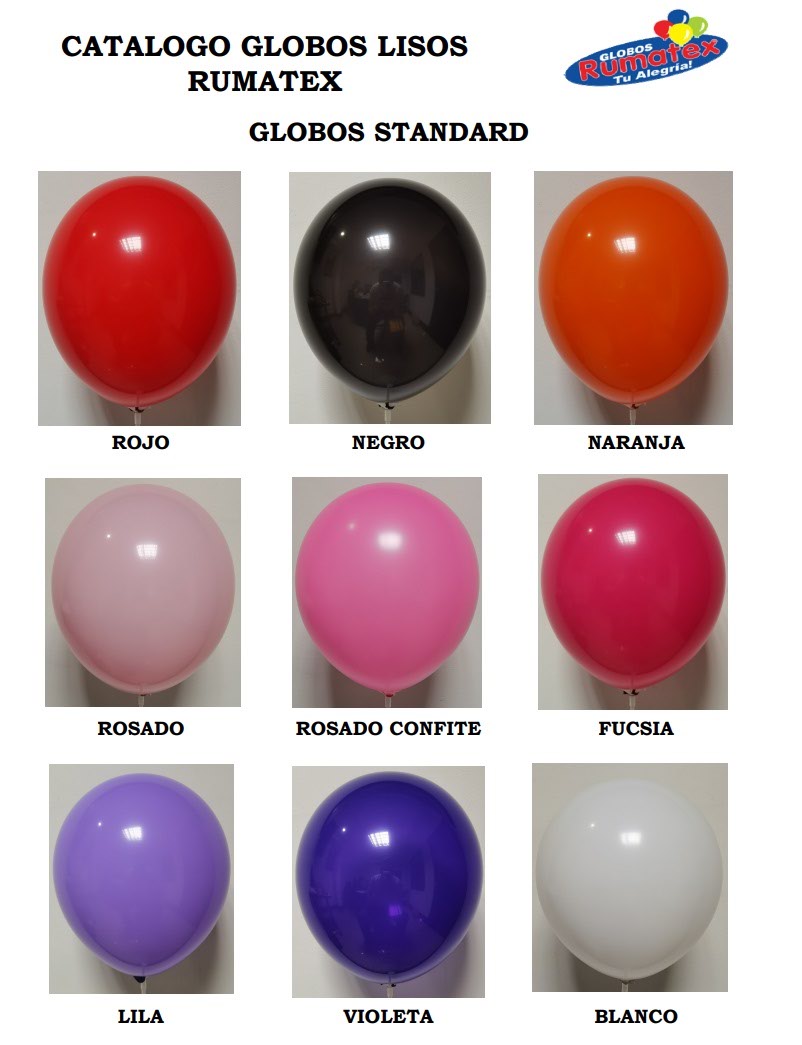 CATALOGO GLOBOS LISOS
RUMATEX
GLOBOS
Rumatex
Tu Alegria!
GLOBOS STANDARD
ROJO
NEGRO
NARANJA
ROSADO
ROSADO CONFITE
FUCSIA
LILA
VIOLETA
BLANCO